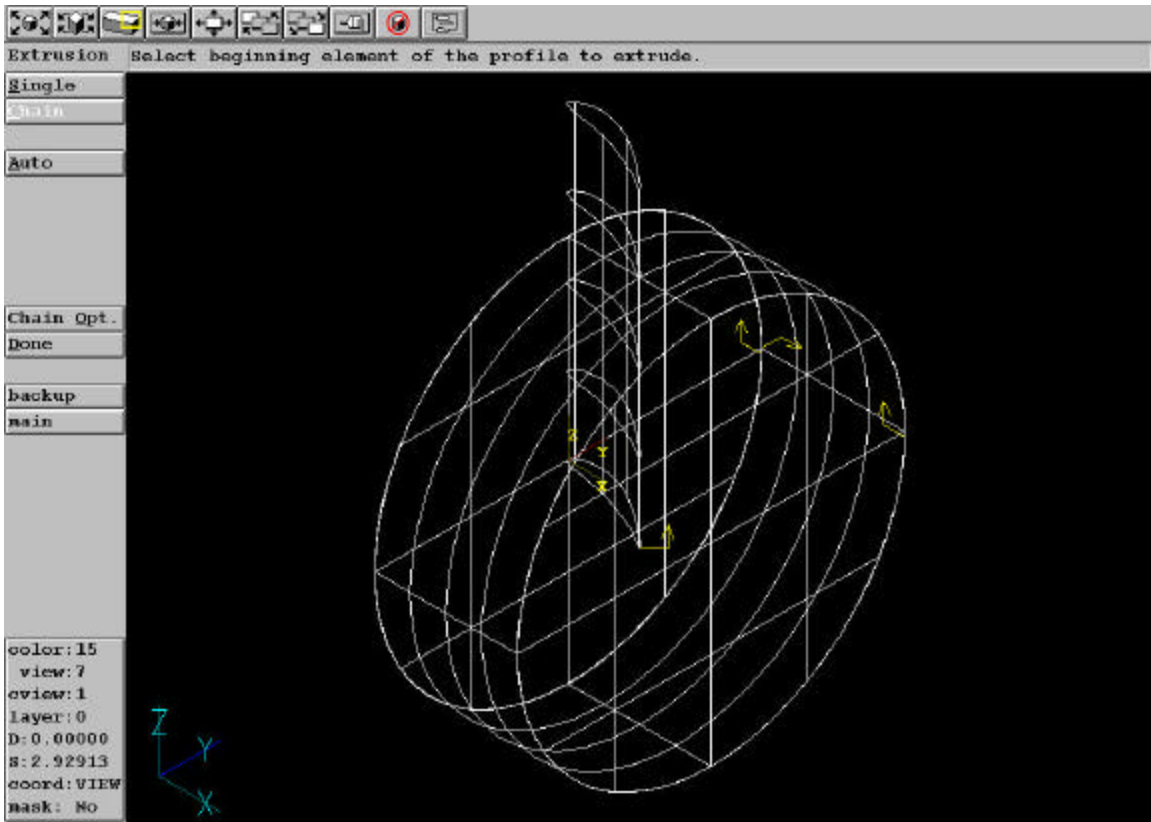 Extrusion Select beginning element of the profile to extrude.
Single
Chain
Auto
Chain Opt.
Done
backup
main
Z
Y
X
color:15
view:7
cview:1
layer:0
D:0.00000
S:2.92913
coord:VIEW
mask: No
Z
Y
X